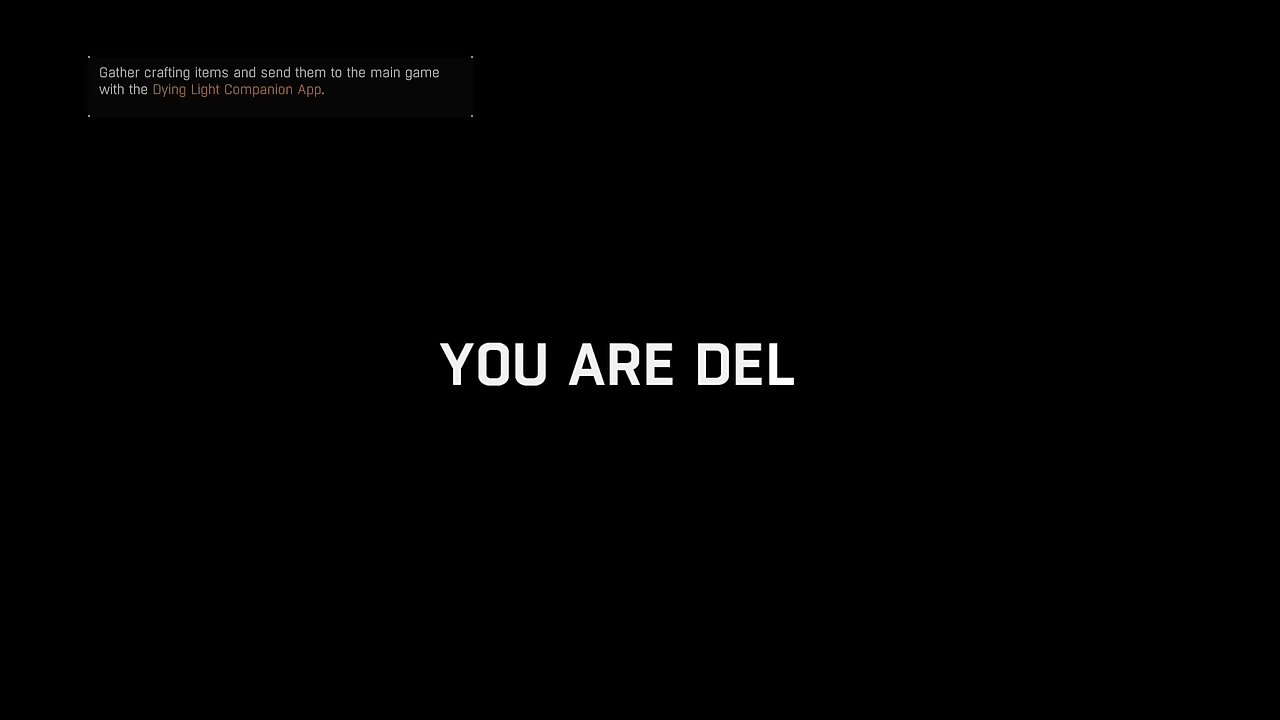 Gather crafting items and send them to the main game
with the Dying Light Companion App.
YOU ARE DEL